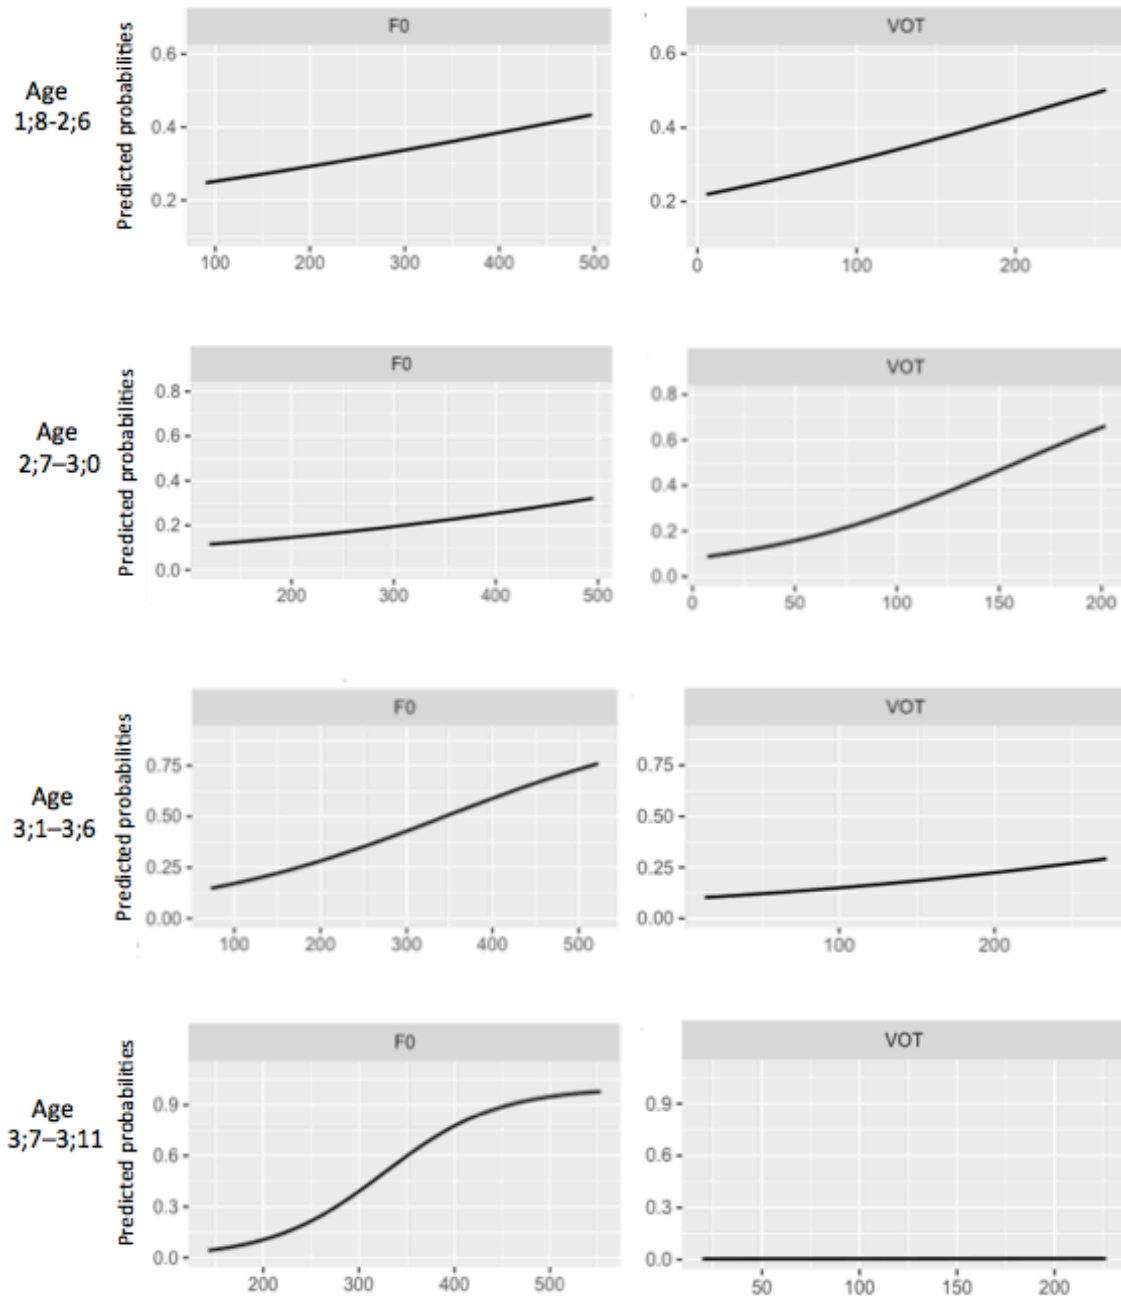 F0
VOT
Age
1;8-2;6
Predicted probabilities
0.6
0.4
0.2
100 200 300 400 500
0.6
0.4
0.2
0 100 200
F0
VOT
Age
2;7–3;0
Predicted probabilities
0.8
0.6
0.4
0.2
0.0
200 300 400 500
0.8
0.6
0.4
0.2
0.0
0 50 100 150 200
F0
VOT
Age
3;1–3;6
Predicted probabilities
0.75
0.50
0.25
0.00
100 200 300 400 500
0.75
0.50
0.25
0.00
100 200
F0
VOT
Age
3;7–3;11
Predicted probabilities
0.9
0.6
0.3
0.0
200 300 400 500
0.9
0.6
0.3
0.0
50 100 150 200